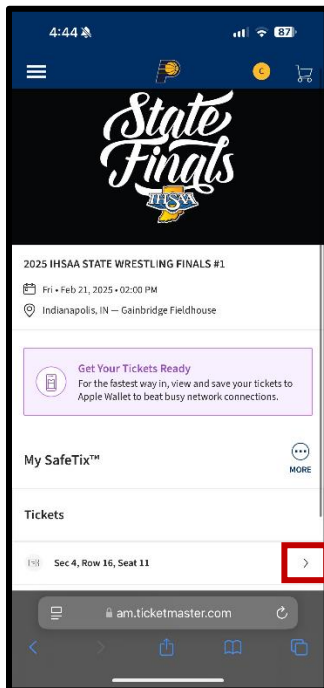 4:44
87
C
State
Finals
IHSAA
2025 IHSAA STATE WRESTLING FINALS #1
Fri • Feb 21, 2025 • 02:00 PM
Indianapolis, IN — Gainbridge Fieldhouse
Get Your Tickets Ready
For the fastest way in, view and save your tickets to
Apple Wallet to beat busy network connections.
My SafeTix™
MORE
Tickets
Sec 4, Row 16, Seat 11
am.ticketmaster.com